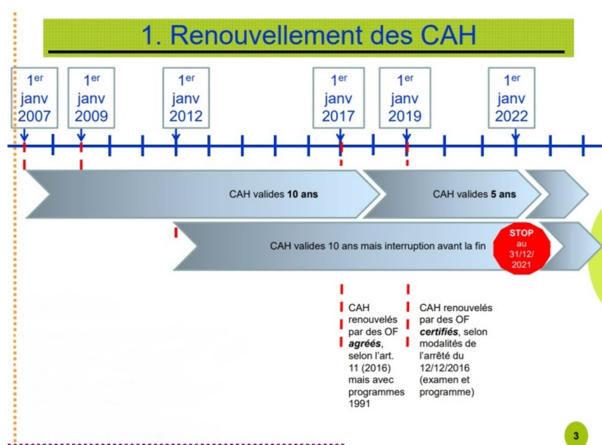 1. Renouvellement des CAH
1er
janv
2007
1er
janv
2009
1er
janv
2012
1er
janv
2017
1er
janv
2019
1er
janv
2022
CAH valides 10 ans
CAH valides 5 ans
CAH valides 10 ans mais interruption avant la fin
STOP
au
31/12/
2021
CAH
renouvelés
par des OF
agréés,
selon l'art.
11 (2016)
mais avec
programmes
1991
CAH renouvelés
par des OF
certifiés, selon
modalités de
l'arrêté du
12/12/2016
(examen et
programme)
3